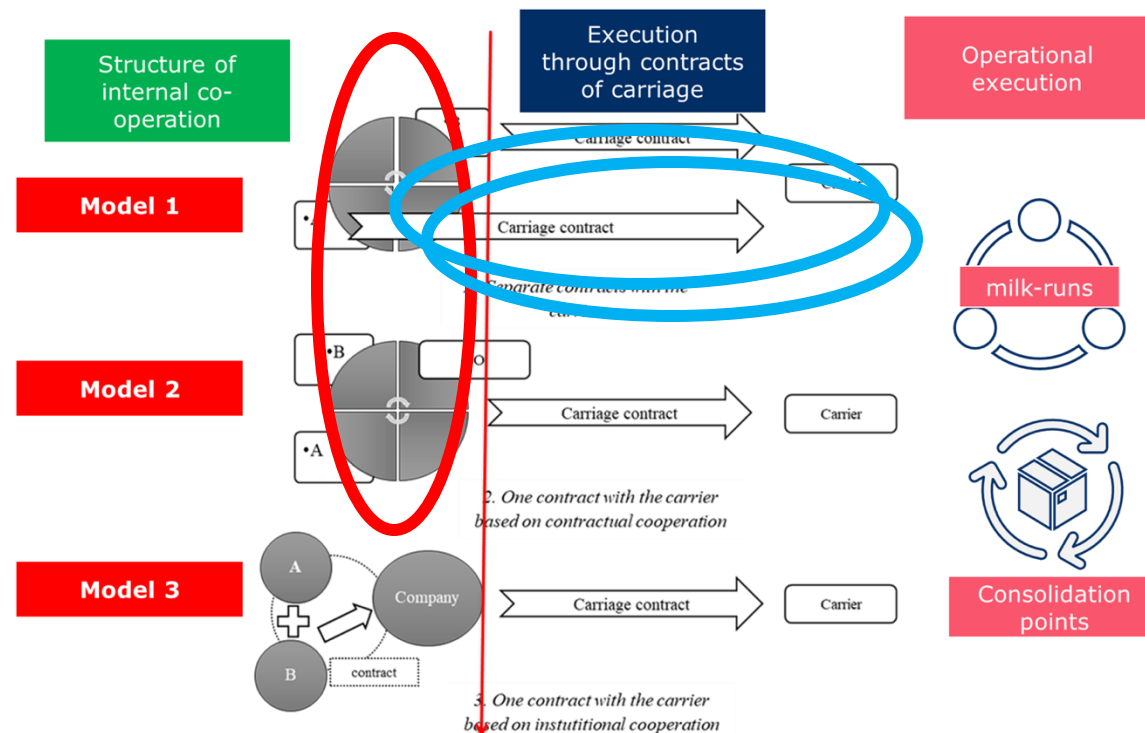 Structure of
internal co-
operation
Execution
through contracts
of carriage
Operational
execution
Carriage contract
Model 1
•A
Carriage contract
Separate contracts with the
milk-runs
•B
O
Model 2
Carriage contract
Carrier
•A
2. One contract with the carrier
based on contractual cooperation
A
Model 3
Company
Carriage contract
Carrier
Consolidation
points
B
contract
3. One contract with the carrier
based on instutitional cooperation